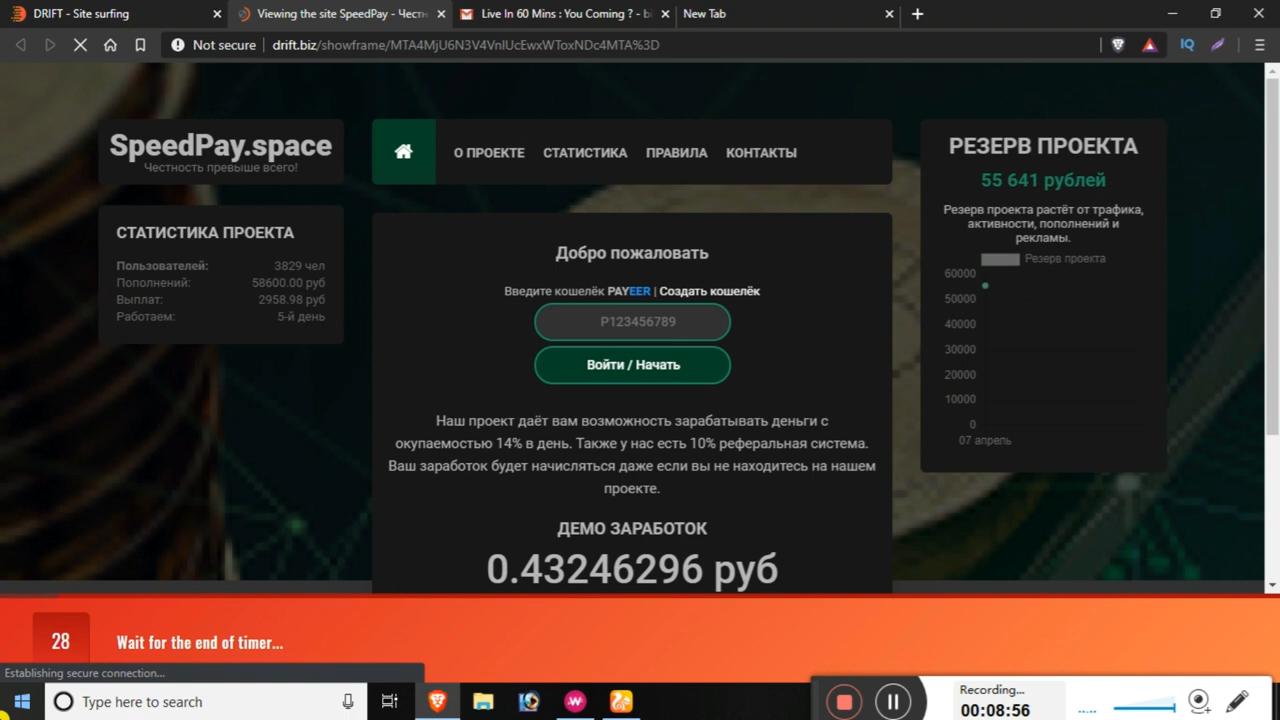 DRIFT - Site surfing
Viewing the site SpeedPay - Честн
Live In 60 Mins : You Coming ? - bi
New Tab
Not secure
drift.biz/showframe/MTA4MjU6N3V4VnlUcEwxWToxNDc4MTA%3D
IQ
SpeedPay.space
Честность превыше всего!
О ПРОЕКТЕ
СТАТИСТИКА
ПРАВИЛА
КОНТАКТЫ
СТАТИСТИКА ПРОЕКТА
Пользователей: 3829 чел
Пополнений: 58600.00 руб
Выплат: 2958.98 руб
Работаем: 5-й день
Добро пожаловать
Введите кошелёк PAYEER | Создать кошелёк
P123456789
Войти / Начать
Наш проект даёт вам возможность зарабатывать деньги с
окупаемостью 14% в день. Также у нас есть 10% реферальная система.
Ваш заработок будет начисляться даже если вы не находитесь на нашем
проекте.
ДЕМО ЗАРАБОТОК
0.43246296 руб
РЕЗЕРВ ПРОЕКТА
55 641 рублей
Резерв проекта растёт от трафика,
активности, пополнений и
рекламы.
Резерв проекта
60000
50000
40000
30000
20000
10000
0
07 апрель
28
Wait for the end of timer...
Establishing secure connection...
Type here to search
Recording...
00:08:56